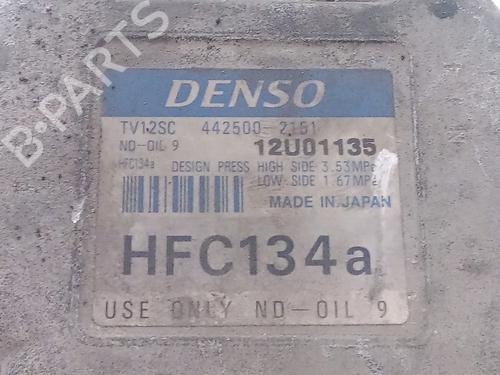 B-PARTS
DENSO
TV12SC 442500-2151
ND-OIL 9 12U01135
HFC134a DESIGN PRESS HIGH SIDE 3.53MPa
LOW SIDE 1.67MPa
MADE IN JAPAN
HFC134a
USE ONLY ND-OIL 9